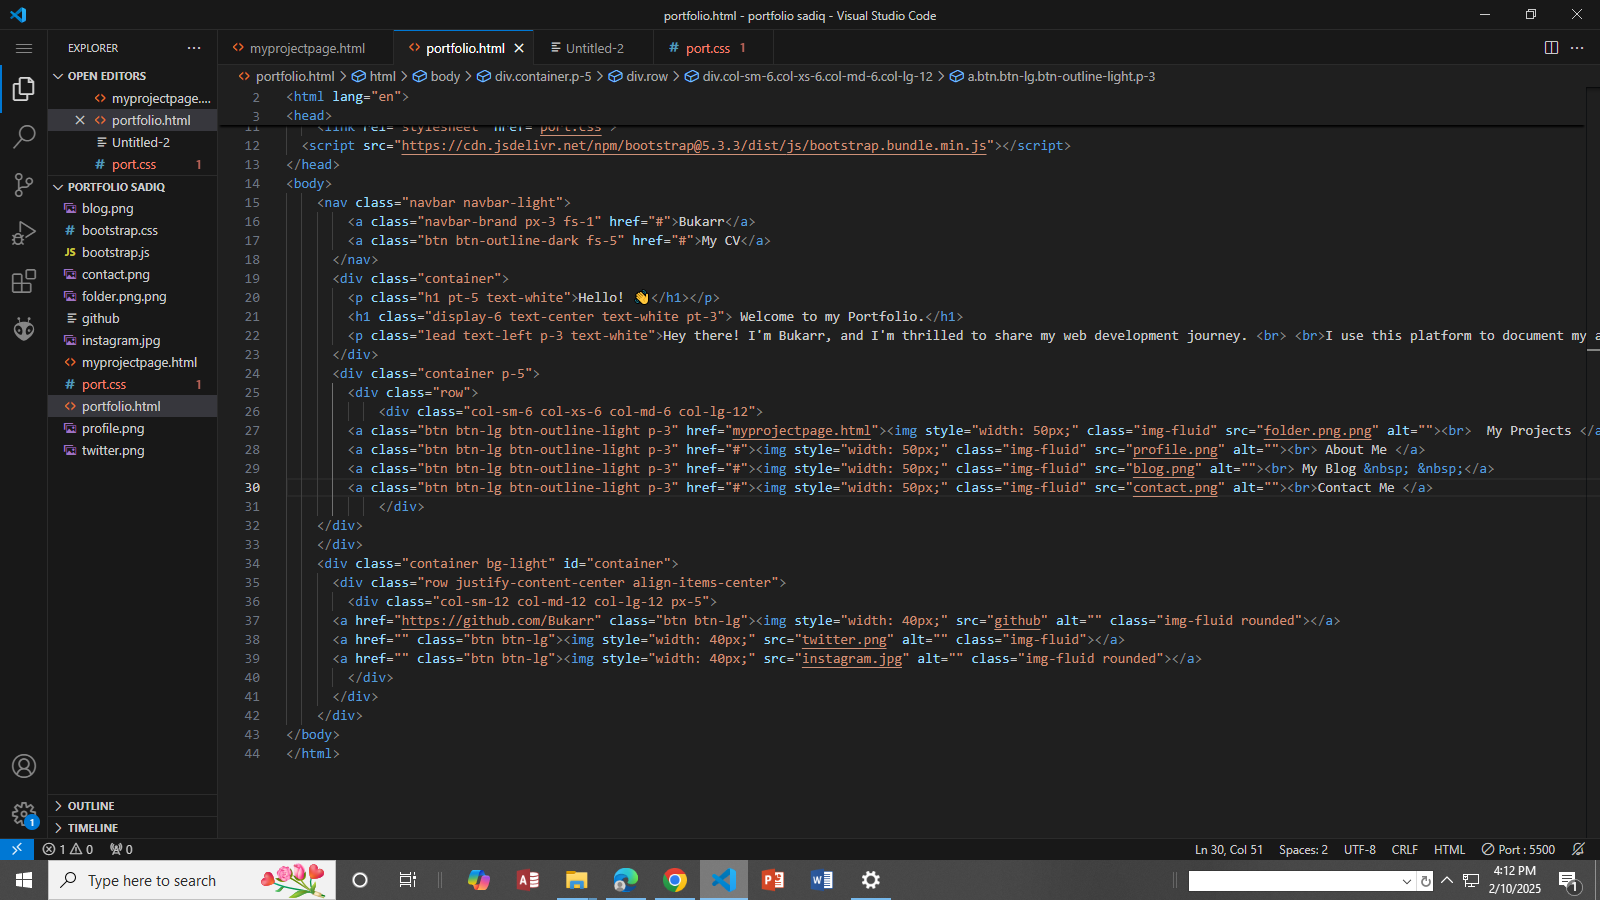 portfolio.html - portfolio sadiq - Visual Studio Code
EXPLORER
OPEN EDITORS
myprojectpage....
portfolio.html
Untitled-2
port.css 1
PORTFOLIO SADIQ
blog.png
bootstrap.css
bootstrap.js
contact.png
folder.png.png
github
instagram.jpg
myprojectpage.html
port.css 1
portfolio.html
profile.png
twitter.png
OUTLINE
TIMELINE
myprojectpage.html portfolio.html Untitled-2 port.css 1
portfolio.html > html > body > div.container.p-5 > div.row > div.col-sm-6.col-xs-6.col-md-6.col-lg-12 > a.btn.btn-lg.btn-outline-light.p-3
2 <html lang="en">
3 <head>
11 <link rel="stylesheet" href="port.css">
12 <script src="https://cdn.jsdelivr.net/npm/bootstrap@5.3.3/dist/js/bootstrap.bundle.min.js"></script>
13 </head>
14 <body>
15 <nav class="navbar navbar-light">
16 <a class="navbar-brand px-3 fs-1" href="#">Bukarr</a>
17 <a class="btn btn-outline-dark fs-5" href="#">My CV</a>
18 </nav>
19 <div class="container">
20 <p class="h1 pt-5 text-white">Hello! 👋</h1></p>
21 <h1 class="display-6 text-center text-white pt-3"> Welcome to my Portfolio.</h1>
22 <p class="lead text-left p-3 text-white">Hey there! I'm Bukarr, and I'm thrilled to share my web development journey. <br> <br>I use this platform to document my a
23 </div>
24 <div class="container p-5">
25 <div class="row">
26 <div class="col-sm-6 col-xs-6 col-md-6 col-lg-12">
27 <a class="btn btn-lg btn-outline-light p-3" href="myprojectpage.html"><img style="width: 50px;" class="img-fluid" src="folder.png.png" alt=""><br>  My Projects </a
28 <a class="btn btn-lg btn-outline-light p-3" href="#"><img style="width: 50px;" class="img-fluid" src="profile.png" alt=""><br> About Me </a>
29 <a class="btn btn-lg btn-outline-light p-3" href="#"><img style="width: 50px;" class="img-fluid" src="blog.png" alt=""><br> My Blog &nbsp; &nbsp;</a>
30 <a class="btn btn-lg btn-outline-light p-3" href="#"><img style="width: 50px;" class="img-fluid" src="contact.png" alt=""><br>Contact Me </a>
31 </div>
32 </div>
33 </div>
34 <div class="container bg-light" id="container">
35 <div class="row justify-content-center align-items-center">
36 <div class="col-sm-12 col-md-12 col-lg-12 px-5">
37 <a href="https://github.com/Bukarr" class="btn btn-lg"><img style="width: 40px;" src="github" alt="" class="img-fluid rounded"></a>
38 <a href="" class="btn btn-lg"><img style="width: 40px;" src="twitter.png" alt="" class="img-fluid"></a>
39 <a href="" class="btn btn-lg"><img style="width: 40px;" src="instagram.jpg" alt="" class="img-fluid rounded"></a>
40 </div>
41 </div>
42 </div>
43 </body>
44 </html>
1
1 0 0
Ln 30, Col 51 Spaces: 2 UTF-8 CRLF HTML Port : 5500
Type here to search
4:12 PM
2/10/2025
1